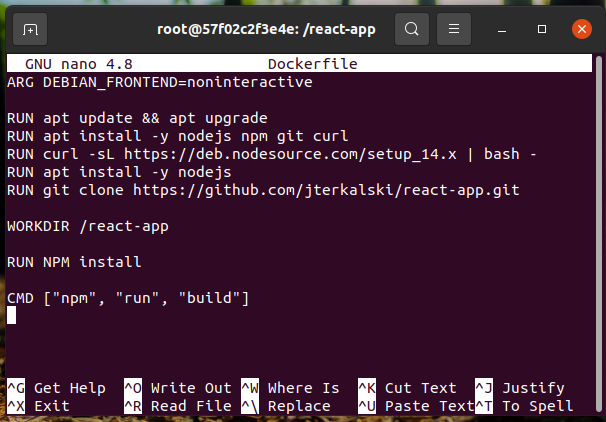 root@57f02c2f3e4e: /react-app
GNU nano 4.8 Dockerfile
ARG DEBIAN_FRONTEND=noninteractive
RUN apt update && apt upgrade
RUN apt install -y nodejs npm git curl
RUN curl -sL https://deb.nodesource.com/setup_14.x | bash -
RUN apt install -y nodejs
RUN git clone https://github.com/jterkalski/react-app.git
WORKDIR /react-app
RUN NPM install
CMD ["npm", "run", "build"]
^G Get Help ^O Write Out ^W Where Is ^K Cut Text ^J Justify
^X Exit ^R Read File ^\ Replace ^U Paste Text ^T To Spell